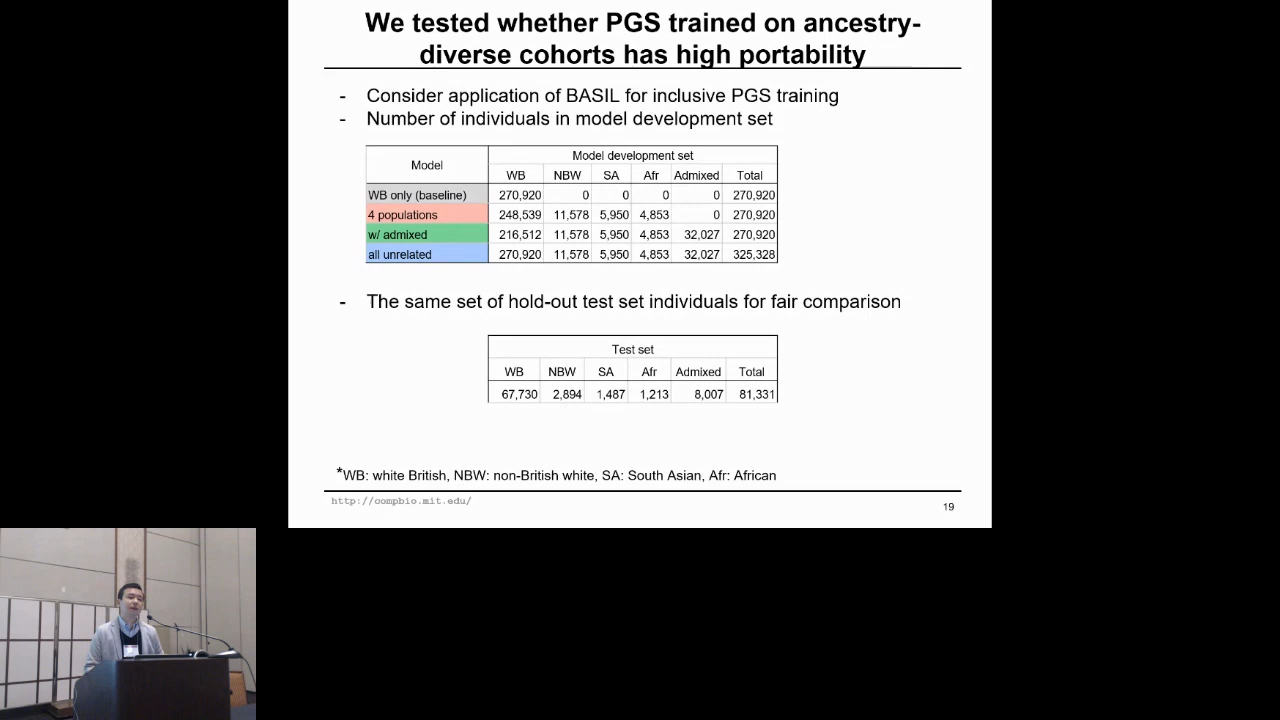 We tested whether PGS trained on ancestry-
diverse cohorts has high portability
- Consider application of BASIL for inclusive PGS training
- Number of individuals in model development set
Model Model development set
WB NBW SA Afr Admixed Total
WB only (baseline) 270,920 0 0 0 0 270,920
4 populations 248,539 11,578 5,950 4,853 0 270,920
w/ admixed 216,512 11,578 5,950 4,853 32,027 270,920
all unrelated 270,920 11,578 5,950 4,853 32,027 325,328
- The same set of hold-out test set individuals for fair comparison
Test set
WB NBW SA Afr Admixed Total
67,730 2,894 1,487 1,213 8,007 81,331
*WB: white British, NBW: non-British white, SA: South Asian, Afr: African
http://compbio.mit.edu/
19